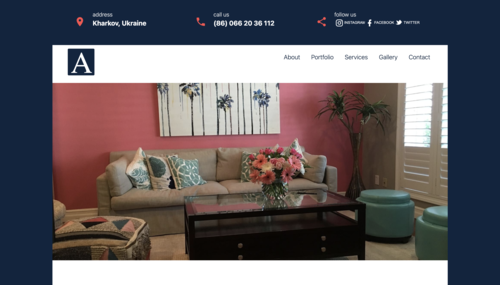 address
Kharkov, Ukraine
call us
(86) 066 20 36 112
follow us
INSTAGRAM FACEBOOK TWITTER
A
About Portfolio Services Gallery Contact